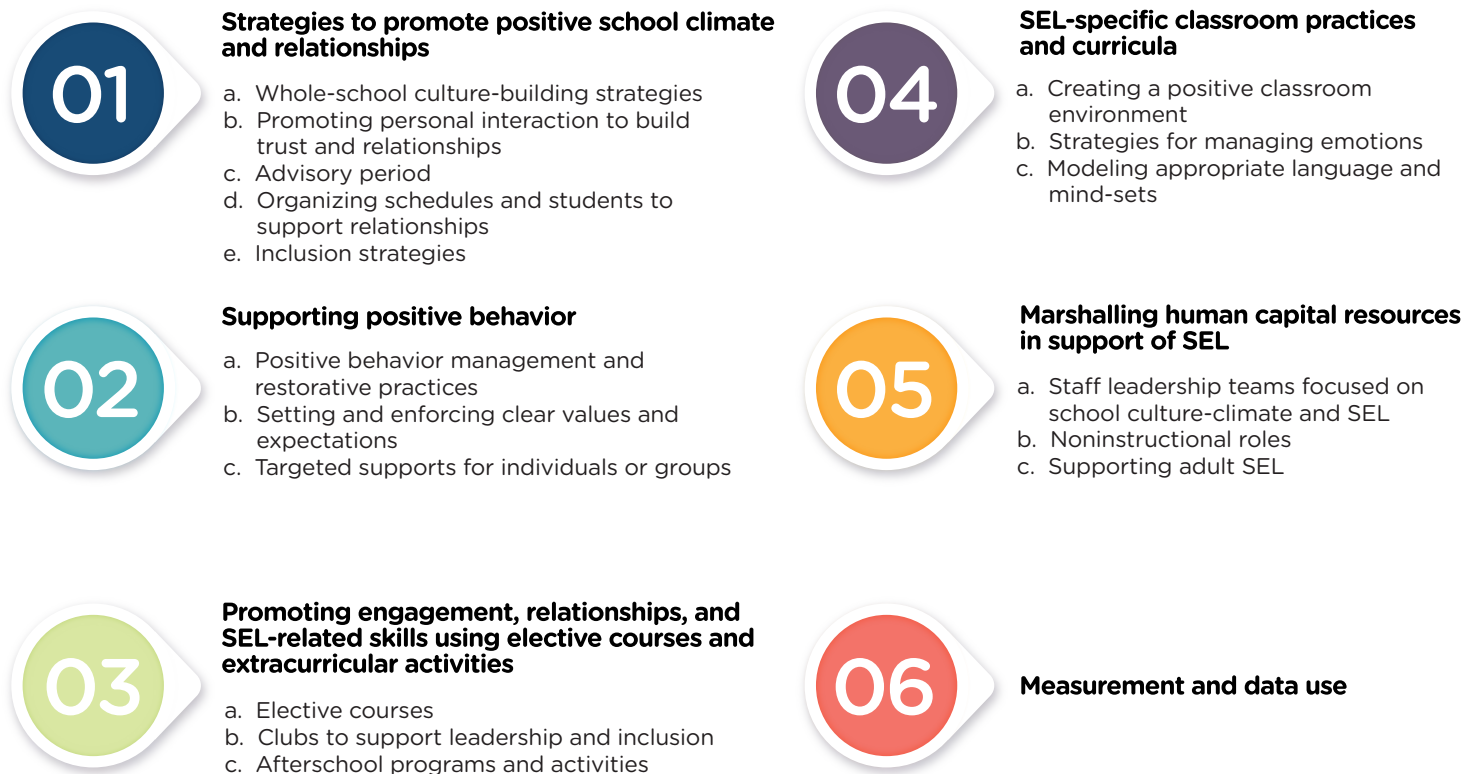 01
Strategies to promote positive school climate
and relationships
a. Whole-school culture-building strategies
b. Promoting personal interaction to build
trust and relationships
c. Advisory period
d. Organizing schedules and students to
support relationships
e. Inclusion strategies
02
Supporting positive behavior
a. Positive behavior management and
restorative practices
b. Setting and enforcing clear values and
expectations
c. Targeted supports for individuals or groups
03
Promoting engagement, relationships, and
SEL-related skills using elective courses and
extracurricular activities
a. Elective courses
b. Clubs to support leadership and inclusion
c. Afterschool programs and activities
04
SEL-specific classroom practices
and curricula
a. Creating a positive classroom
environment
b. Strategies for managing emotions
c. Modeling appropriate language and
mind-sets
05
Marshalling human capital resources
in support of SEL
a. Staff leadership teams focused on
school culture-climate and SEL
b. Noninstructional roles
c. Supporting adult SEL
06
Measurement and data use